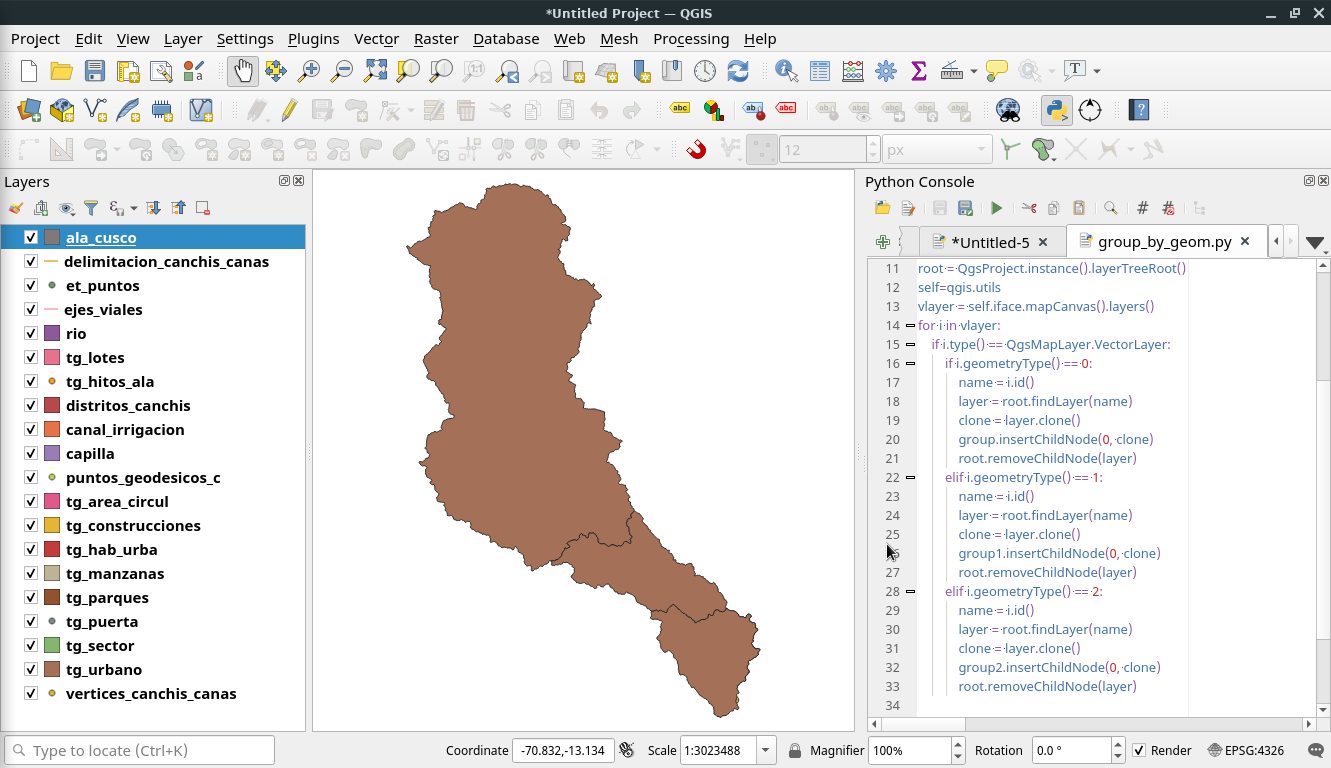 *Untitled Project — QGIS
Project Edit View Layer Settings Plugins Vector Raster Database Web Mesh Processing Help
1:1
T
abc abc abc
12 px
Layers
ala_cusco
delimitacion_canchis_canas
et_puntos
ejes_viales
rio
tg_lotes
tg_hitos_ala
distritos_canchis
canal_irrigacion
capilla
puntos_geodesicos_c
tg_area_circul
tg_construcciones
tg_hab_urba
tg_manzanas
tg_parques
tg_puerta
tg_sector
tg_urbano
vertices_canchis_canas
Python Console
*Untitled-5 group_by_geom.py
11 root = QgsProject.instance().layerTreeRoot()
12 self=qgis.utils
13 vlayer = self.iface.mapCanvas().layers()
14 for i in vlayer:
15 if i.type() == QgsMapLayer.VectorLayer:
16 if i.geometryType() == 0:
17 name = i.id()
18 layer = root.findLayer(name)
19 clone = layer.clone()
20 group.insertChildNode(0, clone)
21 root.removeChildNode(layer)
22 elif i.geometryType() == 1:
23 name = i.id()
24 layer = root.findLayer(name)
25 clone = layer.clone()
26 group1.insertChildNode(0, clone)
27 root.removeChildNode(layer)
28 elif i.geometryType() == 2:
29 name = i.id()
30 layer = root.findLayer(name)
31 clone = layer.clone()
32 group2.insertChildNode(0, clone)
33 root.removeChildNode(layer)
34
Type to locate (Ctrl+K) Coordinate -70.832,-13.134 Scale 1:3023488 Magnifier 100% Rotation 0.0 ° Render EPSG:4326